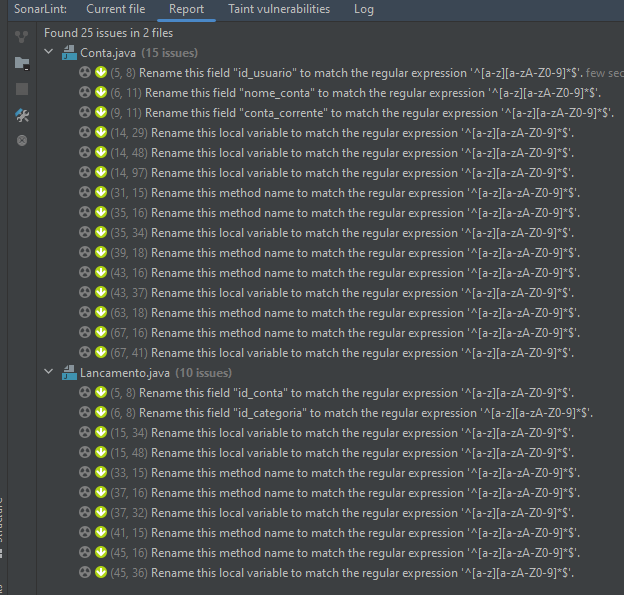 SonarLint: Current file Report Taint vulnerabilities Log
Found 25 issues in 2 files
Conta.java (15 issues)
(5, 8) Rename this field "id_usuario" to match the regular expression '^[a-z][a-zA-Z0-9]*$'. few sec
(6, 11) Rename this field "nome_conta" to match the regular expression '^[a-z][a-zA-Z0-9]*$'.
(9, 11) Rename this field "conta_corrente" to match the regular expression '^[a-z][a-zA-Z0-9]*$'.
(14, 29) Rename this local variable to match the regular expression '^[a-z][a-zA-Z0-9]*$'.
(14, 48) Rename this local variable to match the regular expression '^[a-z][a-zA-Z0-9]*$'.
(14, 97) Rename this local variable to match the regular expression '^[a-z][a-zA-Z0-9]*$'.
(31, 15) Rename this method name to match the regular expression '^[a-z][a-zA-Z0-9]*$'.
(35, 16) Rename this method name to match the regular expression '^[a-z][a-zA-Z0-9]*$'.
(35, 34) Rename this local variable to match the regular expression '^[a-z][a-zA-Z0-9]*$'.
(39, 18) Rename this method name to match the regular expression '^[a-z][a-zA-Z0-9]*$'.
(43, 16) Rename this method name to match the regular expression '^[a-z][a-zA-Z0-9]*$'.
(43, 37) Rename this local variable to match the regular expression '^[a-z][a-zA-Z0-9]*$'.
(63, 18) Rename this method name to match the regular expression '^[a-z][a-zA-Z0-9]*$'.
(67, 16) Rename this method name to match the regular expression '^[a-z][a-zA-Z0-9]*$'.
(67, 41) Rename this local variable to match the regular expression '^[a-z][a-zA-Z0-9]*$'.
Lancamento.java (10 issues)
(5, 8) Rename this field "id_conta" to match the regular expression '^[a-z][a-zA-Z0-9]*$'.
(6, 8) Rename this field "id_categoria" to match the regular expression '^[a-z][a-zA-Z0-9]*$'.
(15, 34) Rename this local variable to match the regular expression '^[a-z][a-zA-Z0-9]*$'.
(15, 48) Rename this local variable to match the regular expression '^[a-z][a-zA-Z0-9]*$'.
(33, 15) Rename this method name to match the regular expression '^[a-z][a-zA-Z0-9]*$'.
(37, 16) Rename this method name to match the regular expression '^[a-z][a-zA-Z0-9]*$'.
(37, 32) Rename this local variable to match the regular expression '^[a-z][a-zA-Z0-9]*$'.
(41, 15) Rename this method name to match the regular expression '^[a-z][a-zA-Z0-9]*$'.
(45, 16) Rename this method name to match the regular expression '^[a-z][a-zA-Z0-9]*$'.
(45, 36) Rename this local variable to match the regular expression '^[a-z][a-zA-Z0-9]*$'.